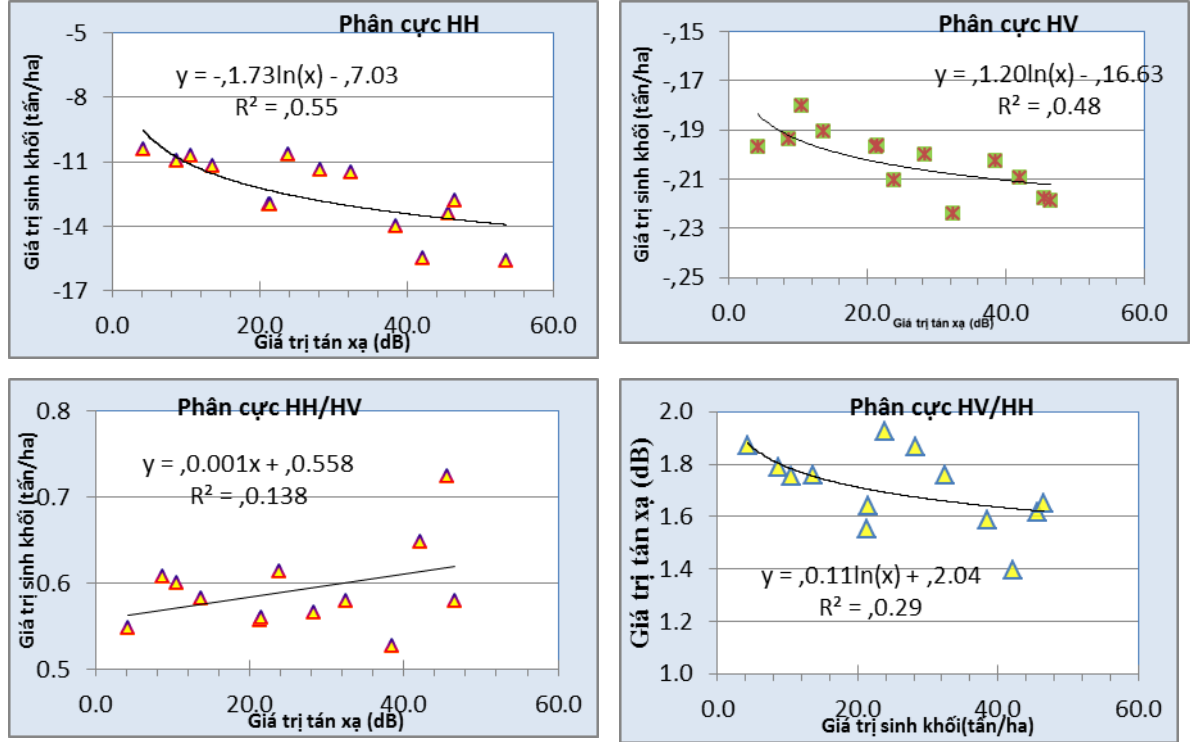 Phân cực HH
y = -,1.73ln(x) - ,7.03
R² = ,0.55
Giá trị sinh khối (tấn/ha)
-5
-8
-11
-14
-17
0.0 20.0 40.0 60.0
Giá trị tán xạ (dB)
Phân cực HV
y = ,1.20ln(x) - ,16.63
R² = ,0.48
Giá trị sinh khối (tấn/ha)
-,15
-,17
-,19
-,21
-,23
-,25
0.0 20.0 40.0 60.0
Giá trị tán xạ (dB)
Phân cực HH/HV
y = ,0.001x + ,0.558
R² = ,0.138
Giá trị sinh khối (tấn/ha)
0.8
0.7
0.6
0.5
0.0 20.0 40.0 60.0
Giá trị tán xạ (dB)
Phân cực HV/HH
y = ,0.11ln(x) + ,2.04
R² = ,0.29
Giá trị tán xạ (dB)
2.0
1.8
1.6
1.4
1.2
1.0
0.0 20.0 40.0 60.0
Giá trị sinh khối(tấn/ha)